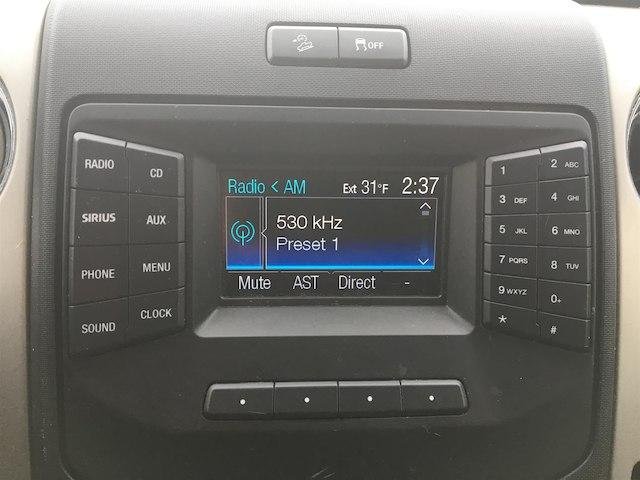 OFF
RADIO
CD
SIRIUS
AUX
PHONE
MENU
SOUND
CLOCK
Radio < AM Ext 31°F 2:37
530 kHz
Preset 1
Mute AST Direct -
1
2 ABC
3 DEF
4 GHI
5 JKL
6 MNO
7 PQRS
8 TUV
9 WXYZ
0+
*
#